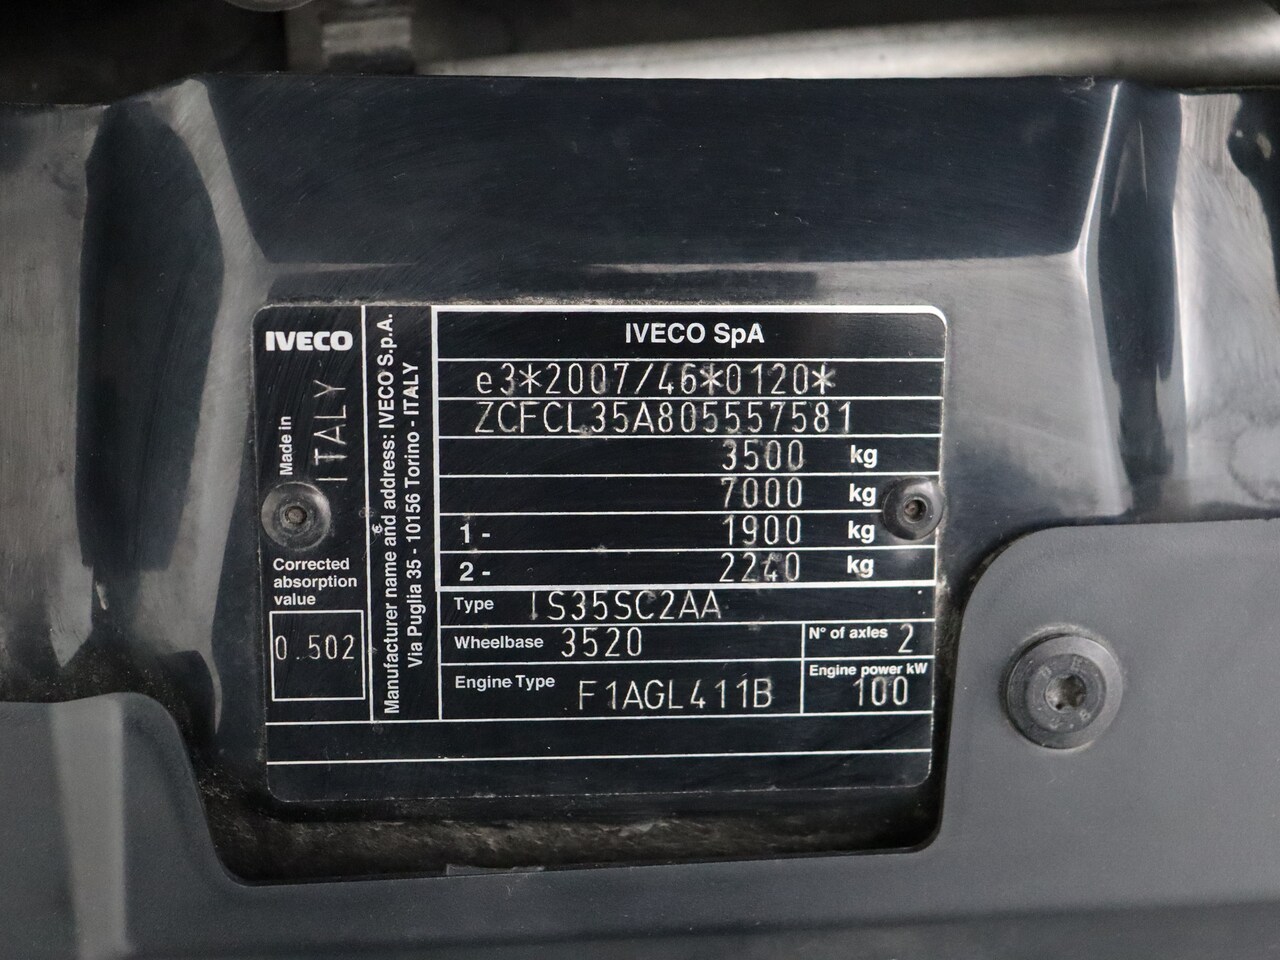 IVECO
Made in
ITALY
Corrected
absorption
value
0.502
Manufacturer name and address: IVECO S.p.A.
Via Puglia 35 - 10156 Torino - ITALY
IVECO SpA
e3*2007/46*0120*
ZCFCL35A805557581
3500 kg
7000 kg
1 - 1900 kg
2 - 2240 kg
Type IS35SC2AA
Wheelbase 3520 N° of axles 2
Engine Type F1AGL411B Engine power kW 100